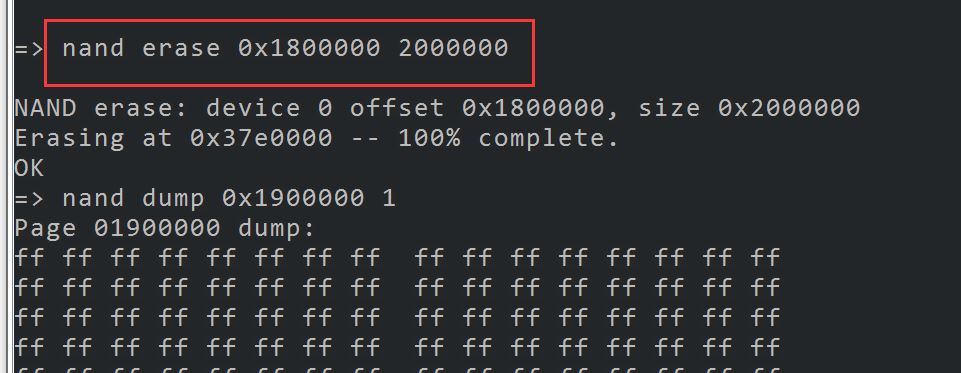 => nand erase 0x1800000 2000000
NAND erase: device 0 offset 0x1800000, size 0x2000000
Erasing at 0x37e0000 -- 100% complete.
OK
=> nand dump 0x1900000 1
Page 01900000 dump:
ff ff ff ff ff ff ff ff  ff ff ff ff ff ff ff ff
ff ff ff ff ff ff ff ff  ff ff ff ff ff ff ff ff
ff ff ff ff ff ff ff ff  ff ff ff ff ff ff ff ff
ff ff ff ff ff ff ff ff  ff ff ff ff ff ff ff ff